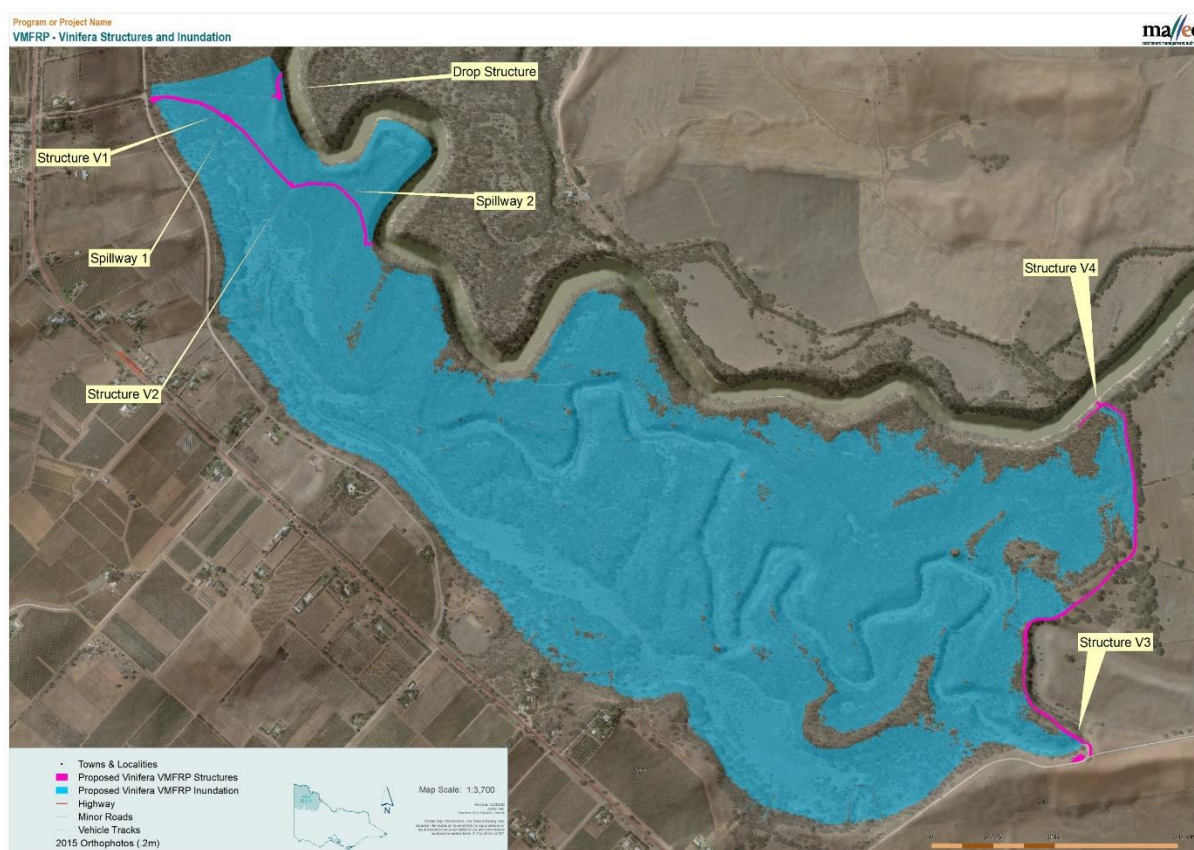 Program or Project Name
VMFRP - Vinifera Structures and Inundation
Drop Structure
Structure V1
Spillway 2
Spillway 1
Structure V4
Structure V2
Structure V3
Towns & Localities
Proposed Vinifera VMFRP Structures
Proposed Vinifera VMFRP Inundation
Highway
Minor Roads
Vehicle Tracks
2015 Orthophotos (.2m)
Map Scale: 1:3,700
N